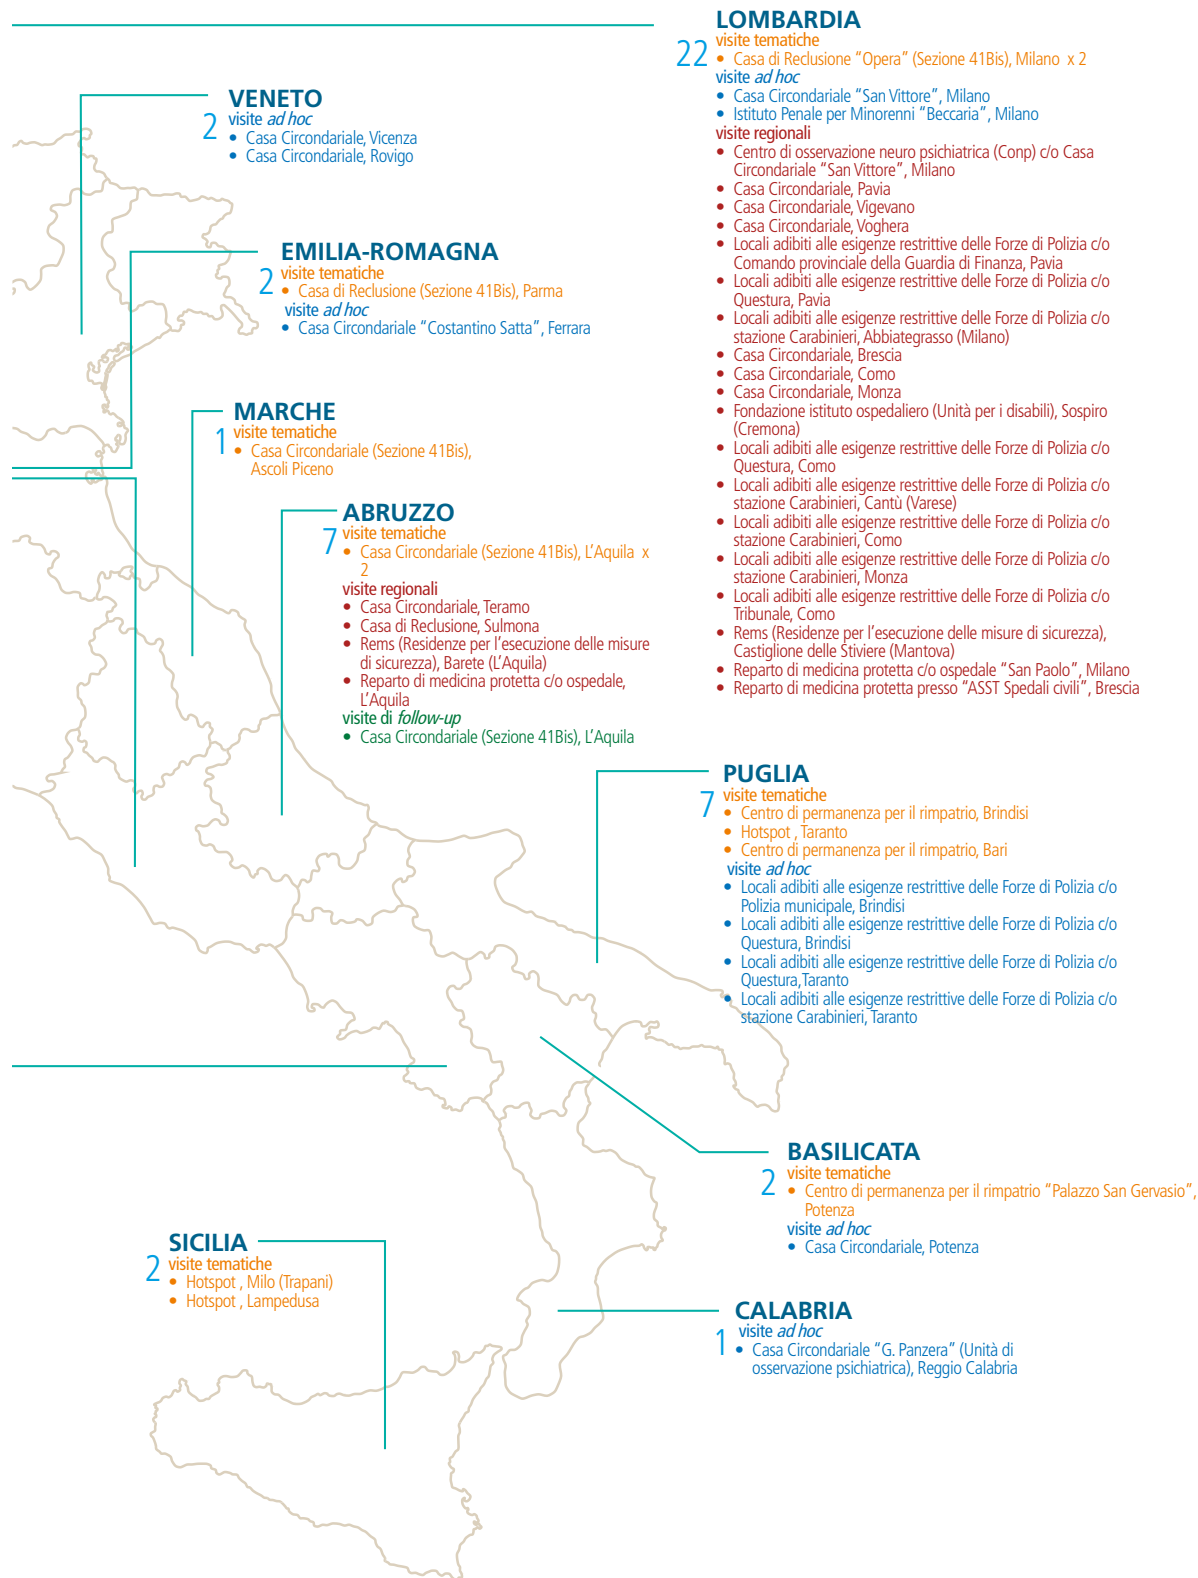 LOMBARDIA
22
visite tematiche
• Casa di Reclusione “Opera” (Sezione 41Bis), Milano x 2
visite ad hoc
• Casa Circondariale “San Vittore”, Milano
• Istituto Penale per Minorenni “Beccaria”, Milano
visite regionali
• Centro di osservazione neuro psichiatrica (Conp) c/o Casa
Circondariale “San Vittore”, Milano
• Casa Circondariale, Pavia
• Casa Circondariale, Vigevano
• Casa Circondariale, Voghera
• Locali adibiti alle esigenze restrittive delle Forze di Polizia c/o
Comando provinciale della Guardia di Finanza, Pavia
• Locali adibiti alle esigenze restrittive delle Forze di Polizia c/o
Questura, Pavia
• Locali adibiti alle esigenze restrittive delle Forze di Polizia c/o
stazione Carabinieri, Abbiategrasso (Milano)
• Casa Circondariale, Brescia
• Casa Circondariale, Como
• Casa Circondariale, Monza
• Fondazione istituto ospedaliero (Unità per i disabili), Sospiro
(Cremona)
• Locali adibiti alle esigenze restrittive delle Forze di Polizia c/o
Questura, Como
• Locali adibiti alle esigenze restrittive delle Forze di Polizia c/o
stazione Carabinieri, Cantù (Varese)
• Locali adibiti alle esigenze restrittive delle Forze di Polizia c/o
stazione Carabinieri, Como
• Locali adibiti alle esigenze restrittive delle Forze di Polizia c/o
stazione Carabinieri, Monza
• Locali adibiti alle esigenze restrittive delle Forze di Polizia c/o
Tribunale, Como
• Rems (Residenze per l'esecuzione delle misure di sicurezza),
Castiglione delle Stiviere (Mantova)
• Reparto di medicina protetta c/o ospedale “San Paolo”, Milano
• Reparto di medicina protetta presso “ASST Spedali civili”, Brescia
VENETO
2
visite ad hoc
• Casa Circondariale, Vicenza
• Casa Circondariale, Rovigo
EMILIA-ROMAGNA
2
visite tematiche
• Casa di Reclusione (Sezione 41Bis), Parma
visite ad hoc
• Casa Circondariale “Costantino Satta”, Ferrara
MARCHE
1
visite tematiche
• Casa Circondariale (Sezione 41Bis),
Ascoli Piceno
ABRUZZO
7
visite tematiche
• Casa Circondariale (Sezione 41Bis), L’Aquila x
2
visite regionali
• Casa Circondariale, Teramo
• Casa di Reclusione, Sulmona
• Rems (Residenze per l'esecuzione delle misure
di sicurezza), Barete (L’Aquila)
• Reparto di medicina protetta c/o ospedale,
L’Aquila
visite di follow-up
• Casa Circondariale (Sezione 41Bis), L’Aquila
PUGLIA
7
visite tematiche
• Centro di permanenza per il rimpatrio, Brindisi
• Hotspot , Taranto
• Centro di permanenza per il rimpatrio, Bari
visite ad hoc
• Locali adibiti alle esigenze restrittive delle Forze di Polizia c/o
Polizia municipale, Brindisi
• Locali adibiti alle esigenze restrittive delle Forze di Polizia c/o
Questura, Brindisi
• Locali adibiti alle esigenze restrittive delle Forze di Polizia c/o
Questura,Taranto
• Locali adibiti alle esigenze restrittive delle Forze di Polizia c/o
stazione Carabinieri, Taranto
BASILICATA
2
visite tematiche
• Centro di permanenza per il rimpatrio “Palazzo San Gervasio”,
Potenza
visite ad hoc
• Casa Circondariale, Potenza
SICILIA
2
visite tematiche
• Hotspot , Milo (Trapani)
• Hotspot , Lampedusa
CALABRIA
1
visite ad hoc
• Casa Circondariale “G. Panzera” (Unità di
osservazione psichiatrica), Reggio Calabria